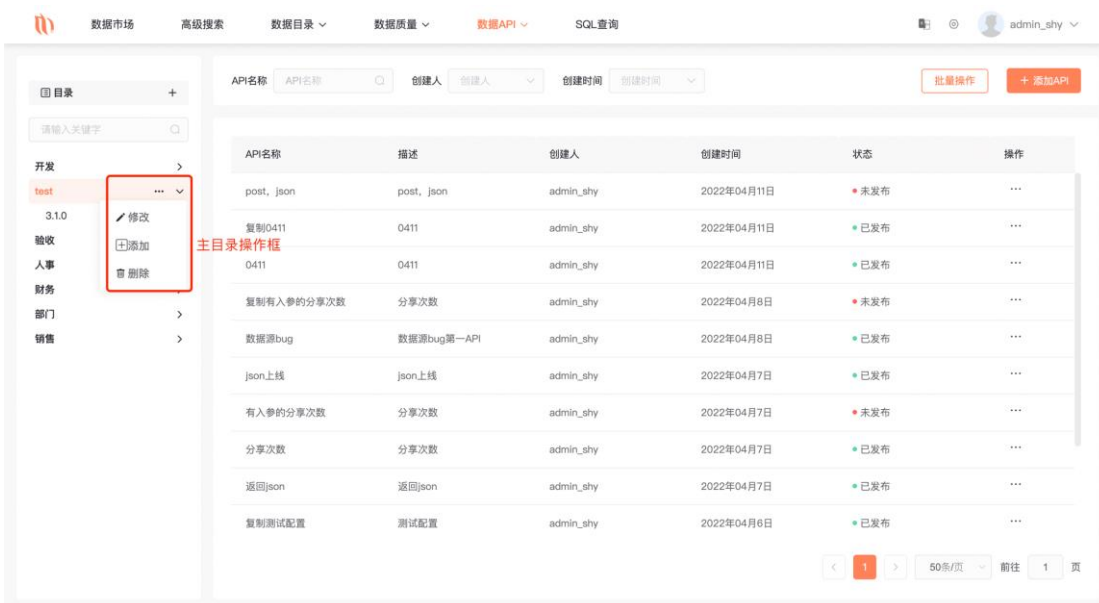 数据市场 高级搜索 数据目录 数据质量 数据API SQL查询 admin_shy
目录 +
请输入关键字
开发
test ...
修改
添加
删除
3.1.0
验收
人事
财务
部门
销售
主目录操作框
API名称 API名称 创建人 创建人 创建时间 创建时间 批量操作 + 添加API
API名称 描述 创建人 创建时间 状态 操作
post，json post，json admin_shy 2022年04月11日 未发布 ...
复制0411 0411 admin_shy 2022年04月11日 已发布 ...
0411 0411 admin_shy 2022年04月11日 已发布 ...
复制有入参的分享次数 分享次数 admin_shy 2022年04月8日 未发布 ...
数据源bug 数据源bug第一API admin_shy 2022年04月8日 已发布 ...
json上线 json上线 admin_shy 2022年04月7日 已发布 ...
有入参的分享次数 分享次数 admin_shy 2022年04月7日 未发布 ...
分享次数 分享次数 admin_shy 2022年04月7日 已发布 ...
返回json 返回json admin_shy 2022年04月7日 已发布 ...
复制测试配置 测试配置 admin_shy 2022年04月6日 已发布 ...
1 50条/页 前往 1 页